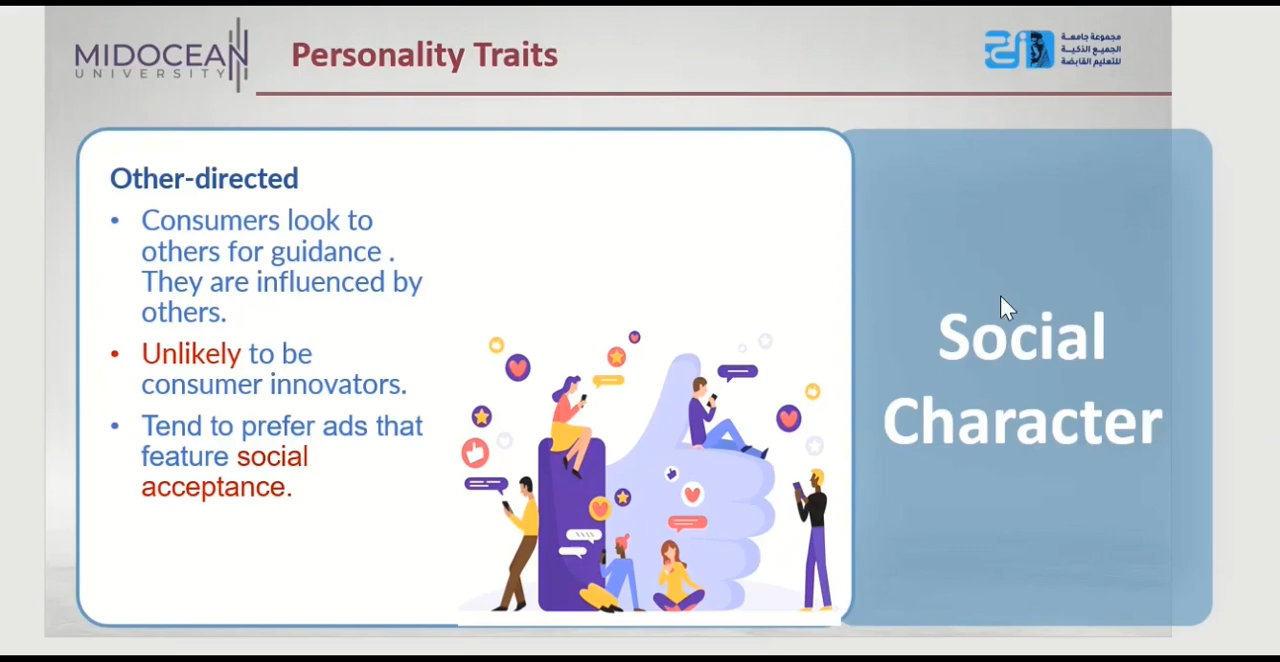 MIDOCEAN
UNIVERSITY
Personality Traits
مجموعة جامعة
الجميع الذكية
للتعليم القابضة
Other-directed
• Consumers look to
others for guidance .
They are influenced by
others.
• Unlikely to be
consumer innovators.
• Tend to prefer ads that
feature social
acceptance.
Social
Character